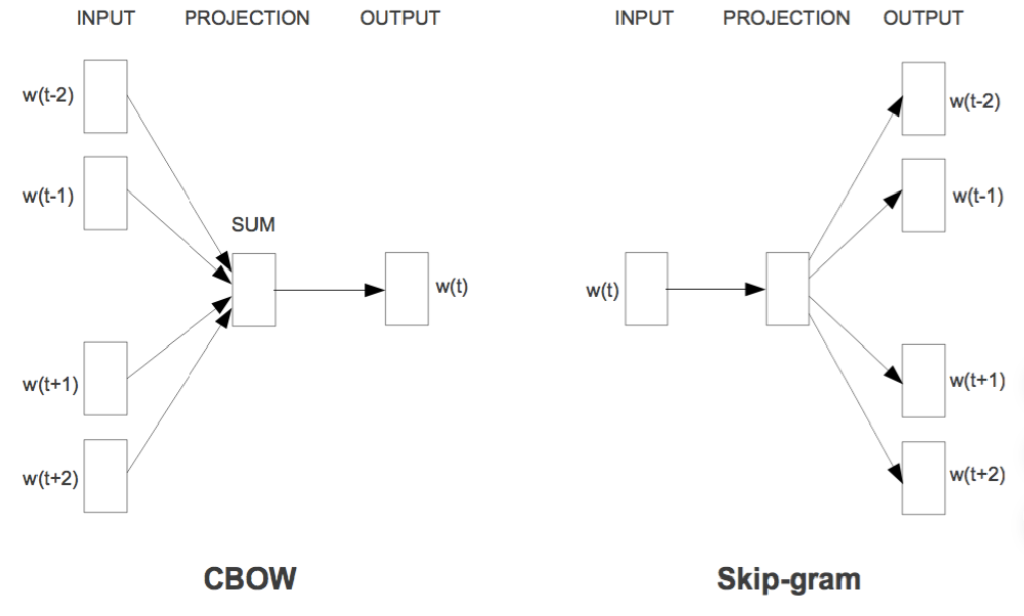 INPUT PROJECTION OUTPUT
w(t-2)
w(t-1)
SUM
w(t)
w(t+1)
w(t+2)
CBOW
INPUT PROJECTION OUTPUT
w(t-2)
w(t-1)
w(t)
w(t+1)
w(t+2)
Skip-gram